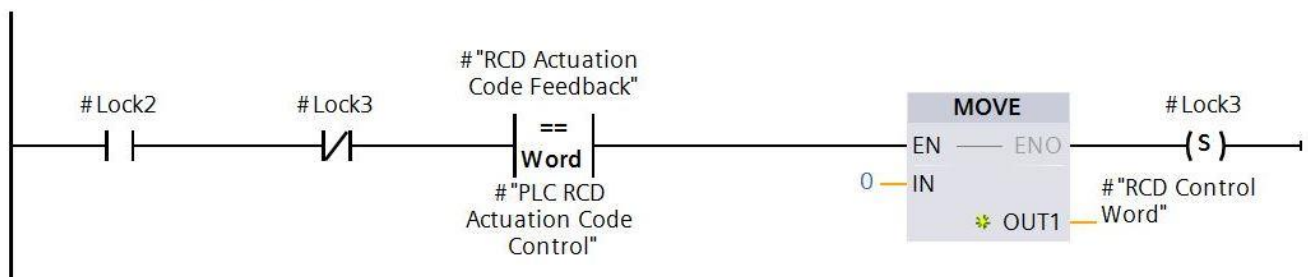 #"RCD Actuation
Code Feedback"
#Lock2
#Lock3
==
Word
#"PLC RCD
Actuation Code
Control"
MOVE
EN
ENO
0
IN
OUT1
#Lock3
S
#"RCD Control
Word"